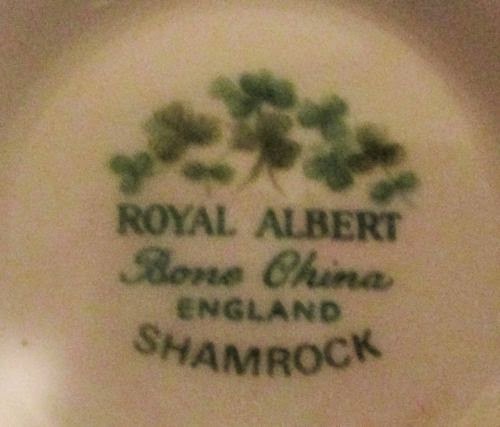 ROYAL ALBERT
Bone China
ENGLAND
SHAMROCK